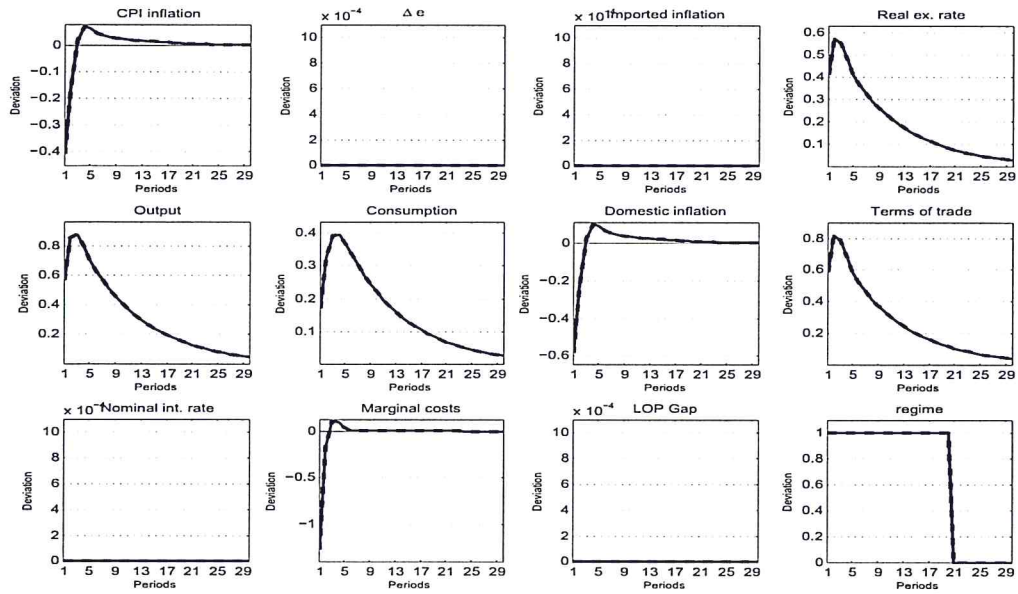 CPI inflation
Deviation
0
−0.1
−0.2
−0.3
−0.4
1 5 9 13 17 21 25 29
Periods
× 10⁻⁴
Δ e
Deviation
10
8
6
4
2
0
1 5 9 13 17 21 25 29
Periods
Imported inflation
Deviation
10
8
6
4
2
0
1 5 9 13 17 21 25 29
Periods
Real ex. rate
Deviation
0.6
0.5
0.4
0.3
0.2
0.1
1 5 9 13 17 21 25 29
Periods
Output
Deviation
0.8
0.6
0.4
0.2
1 5 9 13 17 21 25 29
Periods
Consumption
Deviation
0.4
0.3
0.2
0.1
1 5 9 13 17 21 25 29
Periods
Domestic inflation
Deviation
0
−0.2
−0.4
−0.6
1 5 9 13 17 21 25 29
Periods
Terms of trade
Deviation
0.8
0.6
0.4
0.2
1 5 9 13 17 21 25 29
Periods
Nominal int. rate
Deviation
10
8
6
4
2
0
1 5 9 13 17 21 25 29
Periods
Marginal costs
Deviation
0
−0.5
−1
1 5 9 13 17 21 25 29
Periods
× 10⁻⁴
LOP Gap
Deviation
10
8
6
4
2
0
1 5 9 13 17 21 25 29
Periods
regime
Deviation
1
0.8
0.6
0.4
0.2
0
1 5 9 13 17 21 25 29
Periods